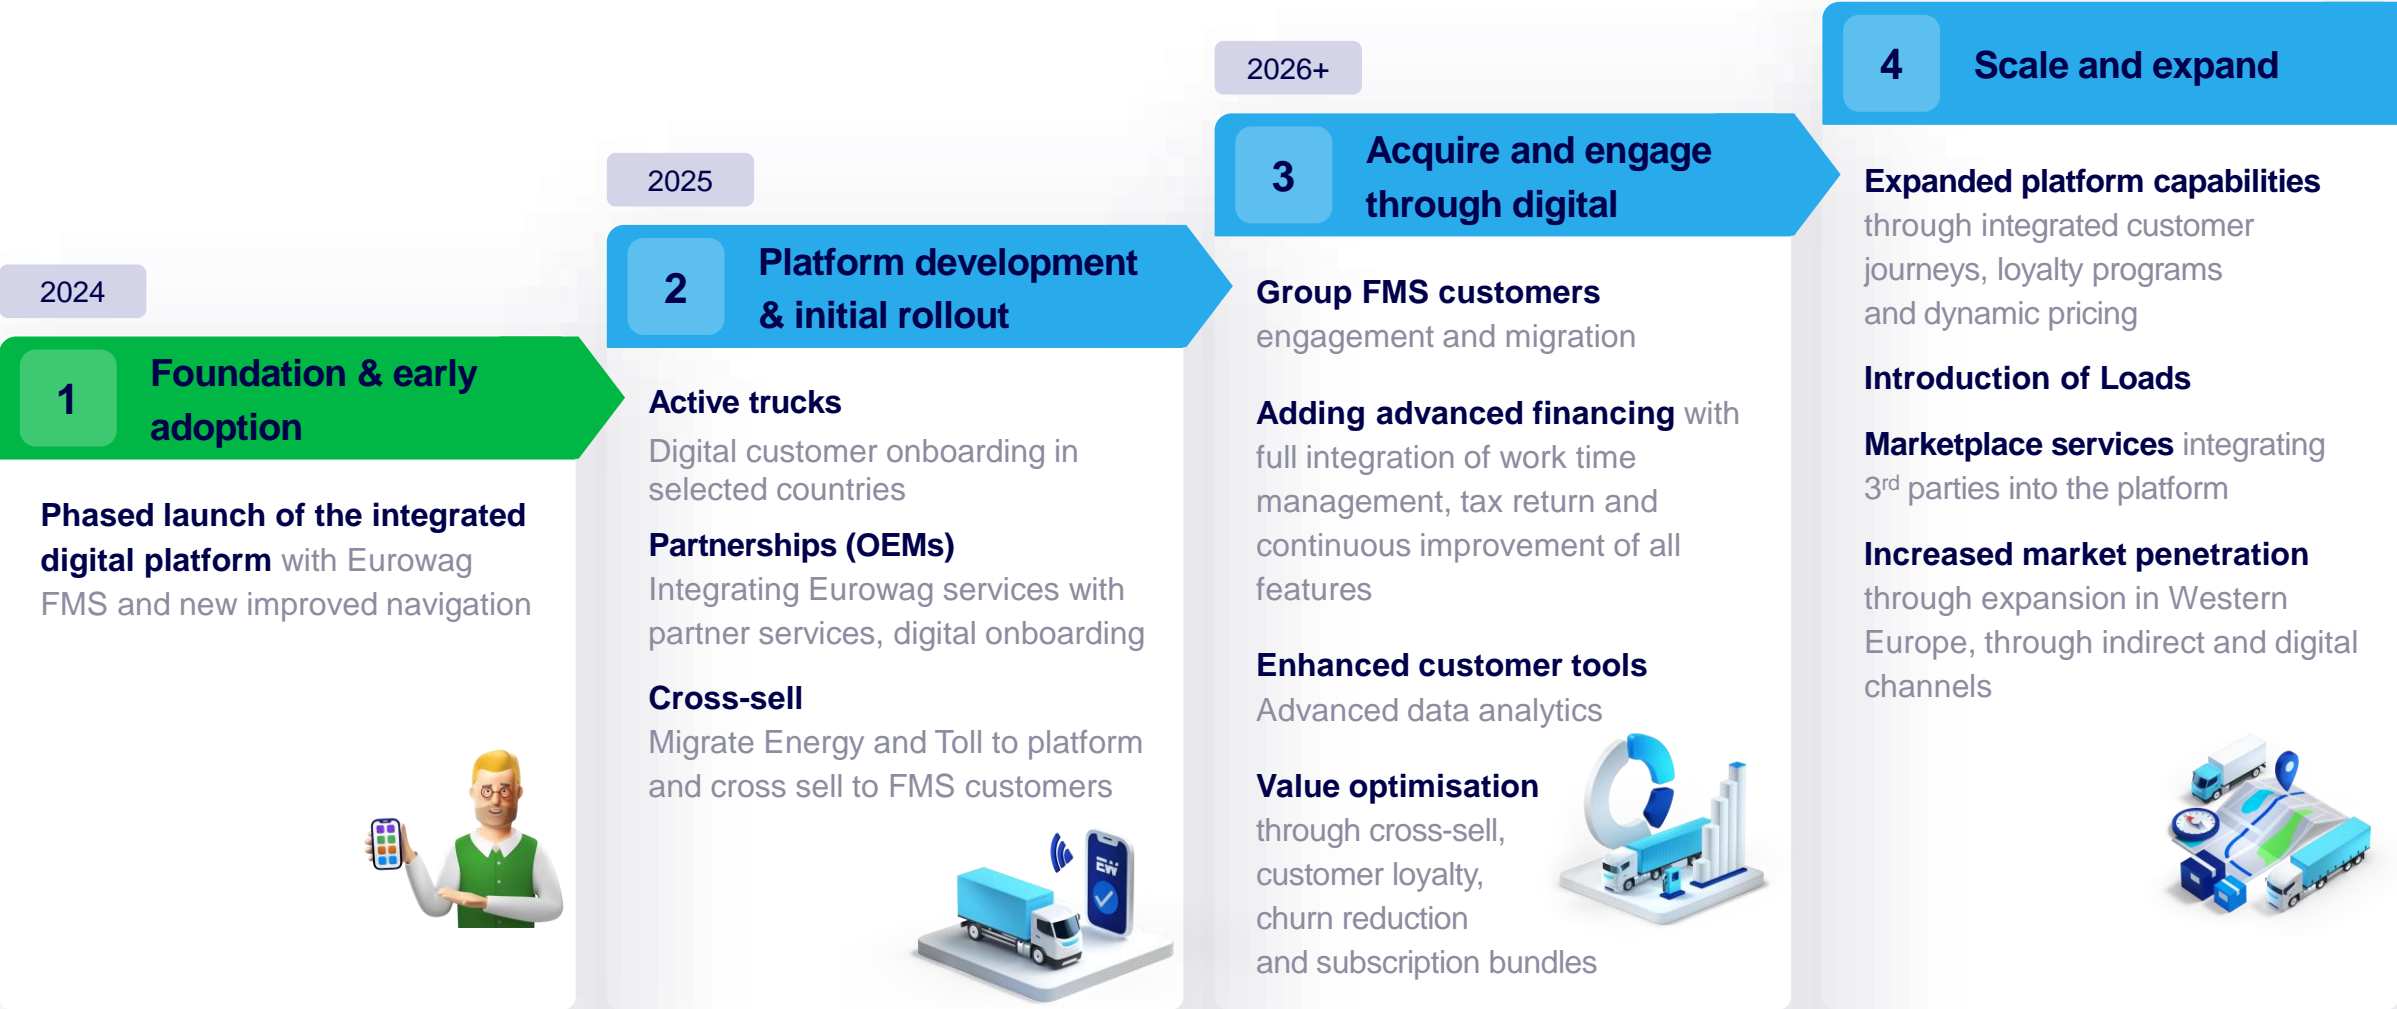 2024
1
Foundation & early
adoption
Phased launch of the integrated
digital platform with Eurowag
FMS and new improved navigation
2025
2
Platform development
& initial rollout
Active trucks
Digital customer onboarding in
selected countries
Partnerships (OEMs)
Integrating Eurowag services with
partner services, digital onboarding
Cross-sell
Migrate Energy and Toll to platform
and cross sell to FMS customers
EW
2026+
3
Acquire and engage
through digital
Group FMS customers
engagement and migration
Adding advanced financing with
full integration of work time
management, tax return and
continuous improvement of all
features
Enhanced customer tools
Advanced data analytics
Value optimisation
through cross-sell,
customer loyalty,
churn reduction
and subscription bundles
4
Scale and expand
Expanded platform capabilities
through integrated customer
journeys, loyalty programs
and dynamic pricing
Introduction of Loads
Marketplace services integrating
3rd parties into the platform
Increased market penetration
through expansion in Western
Europe, through indirect and digital
channels